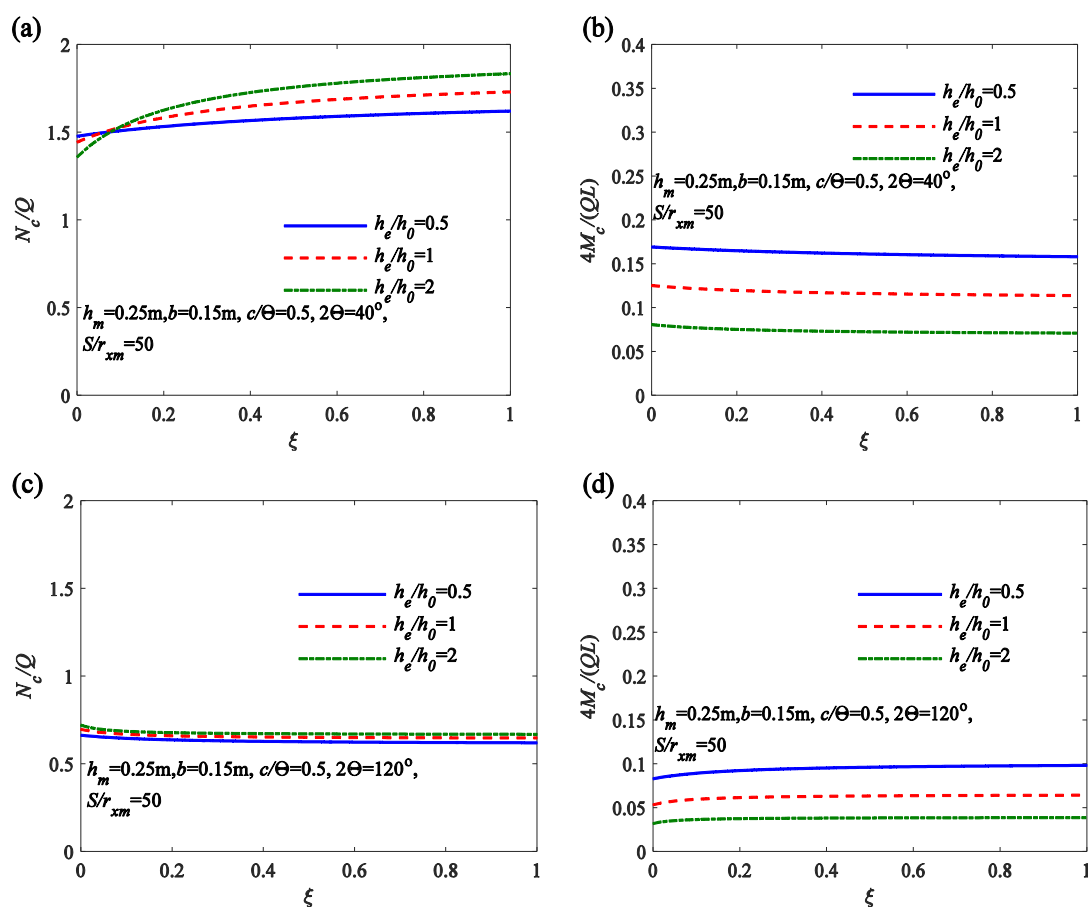 (a)
2
1.5
1
0.5
0
N_c/Q
h_e/h_0=0.5
h_e/h_0=1
h_e/h_0=2
h_m=0.25m,b=0.15m, c/Θ=0.5, 2Θ=40°,
S/r_xm=50
0 0.2 0.4 0.6 0.8 1
ξ
(b)
0.4
0.35
0.3
0.25
0.2
0.15
0.1
0.05
0
4M_c/(QL)
h_e/h_0=0.5
h_e/h_0=1
h_e/h_0=2
h_m=0.25m,b=0.15m, c/Θ=0.5, 2Θ=40°,
S/r_xm=50
0 0.2 0.4 0.6 0.8 1
ξ
(c)
2
1.5
1
0.5
0
N_c/Q
h_e/h_0=0.5
h_e/h_0=1
h_e/h_0=2
h_m=0.25m,b=0.15m, c/Θ=0.5, 2Θ=120°,
S/r_xm=50
0 0.2 0.4 0.6 0.8 1
ξ
(d)
0.4
0.35
0.3
0.25
0.2
0.15
0.1
0.05
0
4M_c/(QL)
h_e/h_0=0.5
h_e/h_0=1
h_e/h_0=2
h_m=0.25m,b=0.15m, c/Θ=0.5, 2Θ=120°,
S/r_xm=50
0 0.2 0.4 0.6 0.8 1
ξ